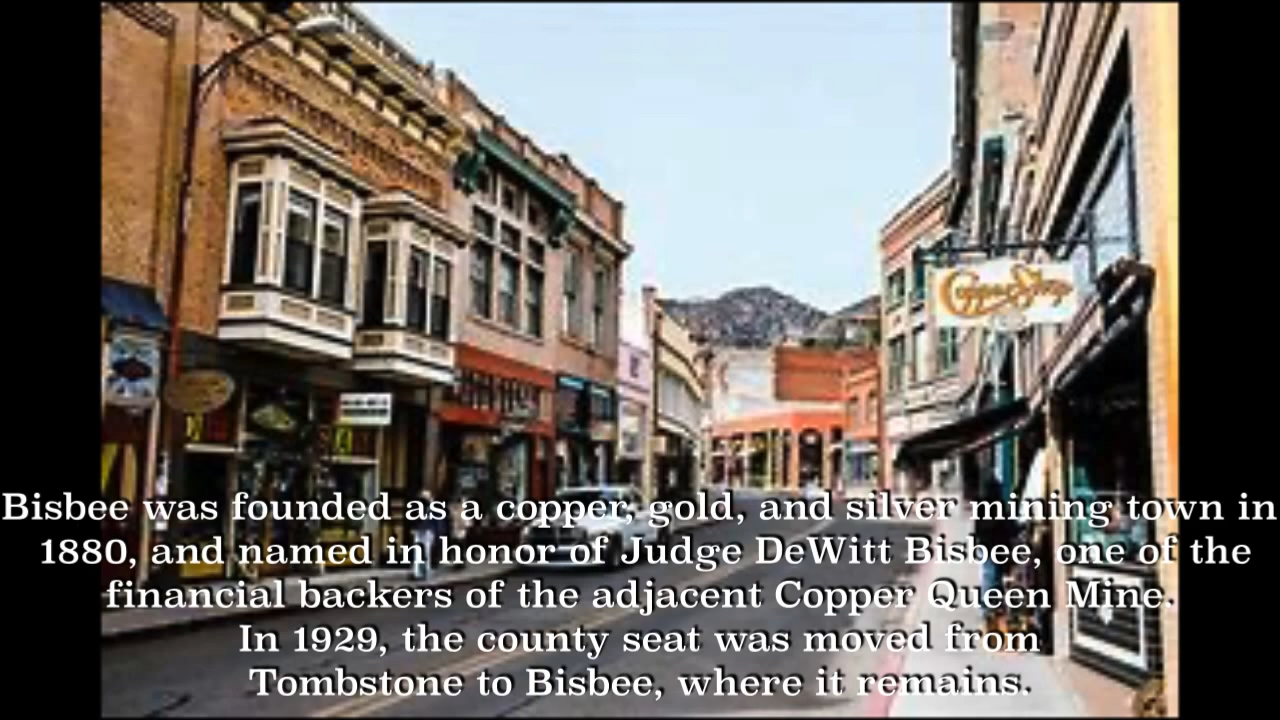 Copper Shop
Bisbee was founded as a copper, gold, and silver mining town in
1880, and named in honor of Judge DeWitt Bisbee, one of the
financial backers of the adjacent Copper Queen Mine.
In 1929, the county seat was moved from
Tombstone to Bisbee, where it remains.